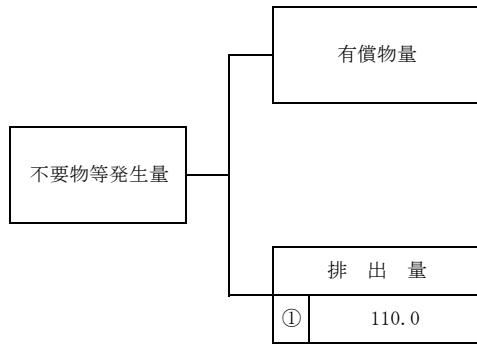 有償物量
不要物等発生量
排 出 量
① 110.0